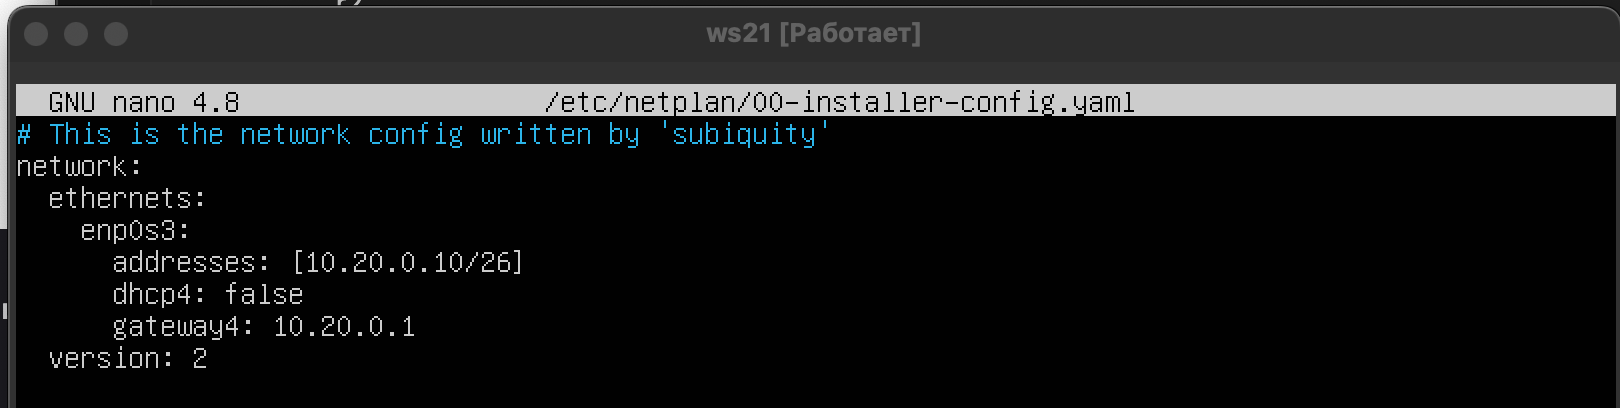 ws21 [Работает]
GNU nano 4.8 /etc/netplan/00-installer-config.yaml
# This is the network config written by 'subiquity'
network:
  ethernets:
    enp0s3:
      addresses: [10.20.0.10/26]
      dhcp4: false
      gateway4: 10.20.0.1
  version: 2